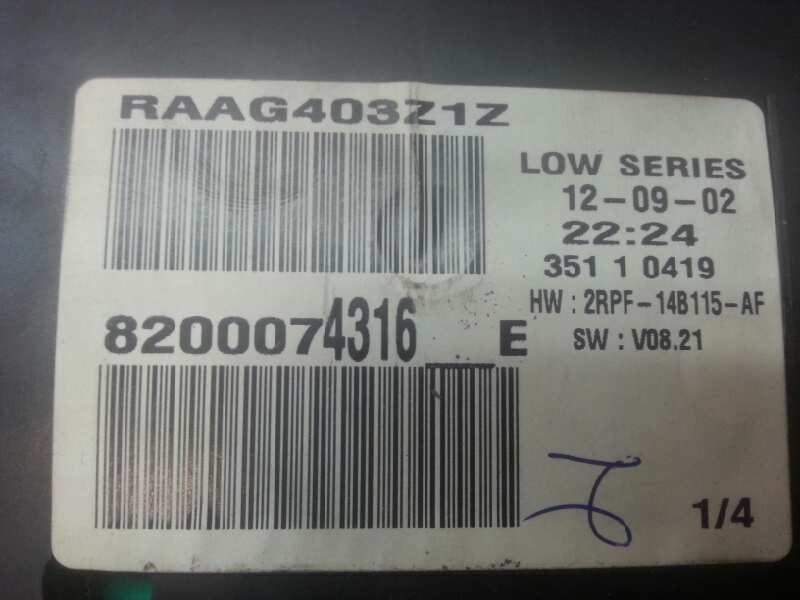 RAAG403Z1Z
LOW SERIES
12-09-02
22:24
351 1 0419
HW : 2RPF-14B115-AF
SW : V08.21
8200074316___E
1/4